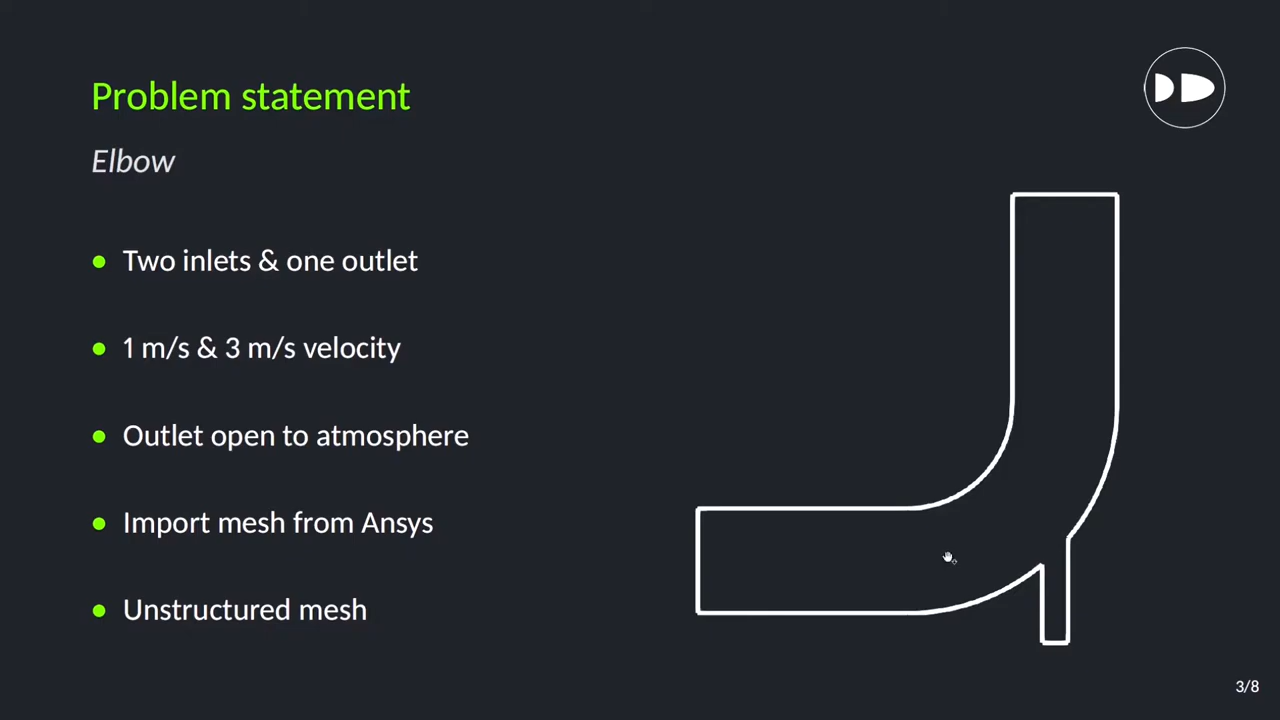 Problem statement
Elbow
Two inlets & one outlet
1 m/s & 3 m/s velocity
Outlet open to atmosphere
Import mesh from Ansys
Unstructured mesh
3/8